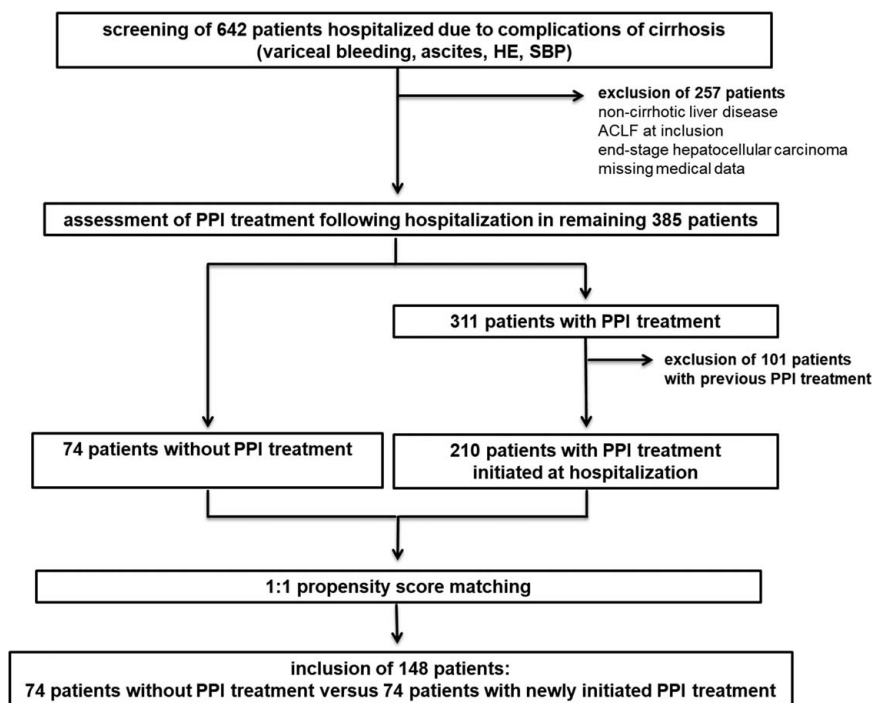 screening of 642 patients hospitalized due to complications of cirrhosis
(variceal bleeding, ascites, HE, SBP)
exclusion of 257 patients
non-cirrhotic liver disease
ACLF at inclusion
end-stage hepatocellular carcinoma
missing medical data
assessment of PPI treatment following hospitalization in remaining 385 patients
311 patients with PPI treatment
exclusion of 101 patients
with previous PPI treatment
74 patients without PPI treatment
210 patients with PPI treatment
initiated at hospitalization
1:1 propensity score matching
inclusion of 148 patients:
74 patients without PPI treatment versus 74 patients with newly initiated PPI treatment